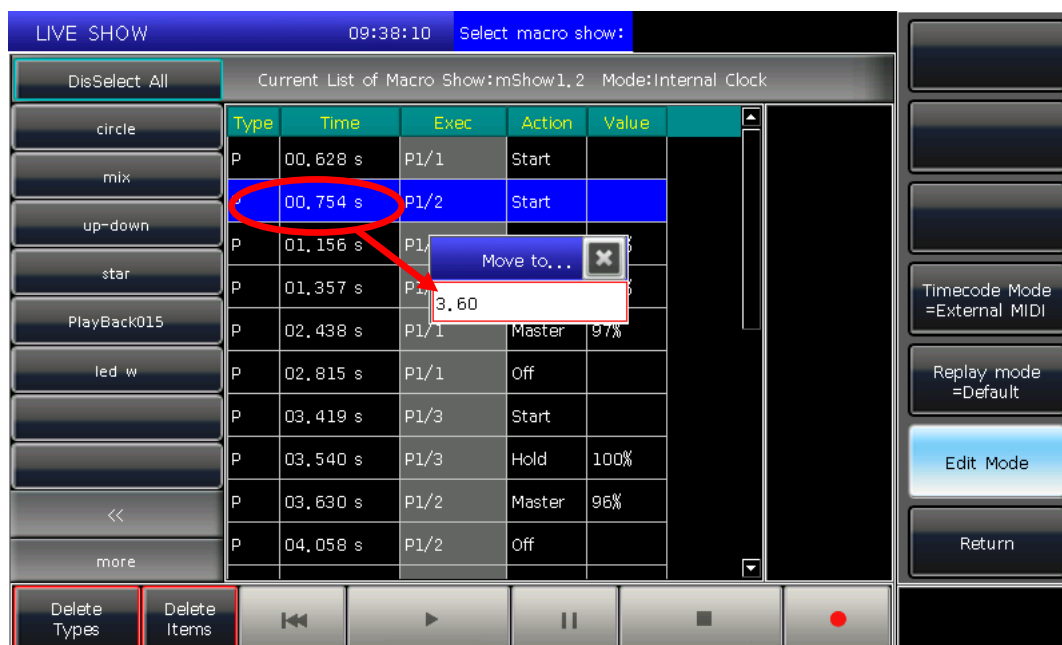 LIVE SHOW 09:38:10 Select macro show:
DisSelect All Current List of Macro Show:mShow1.2 Mode:Internal Clock
circle
mix
up-down
star
PlayBack015
led w
<<
more
Type Time Exec Action Value
P 00.628 s P1/1 Start
00.754 s P1/2 Start
P 01.156 s
P 01.357 s
P 02.438 s P1/1 Master 97%
P 02.815 s P1/1 Off
P 03.419 s P1/3 Start
P 03.540 s P1/3 Hold 100%
P 03.630 s P1/2 Master 96%
P 04.058 s P1/2 Off
Move to...
3.60
Timecode Mode
=External MIDI
Replay mode
=Default
Edit Mode
Return
Delete
Types
Delete
Items